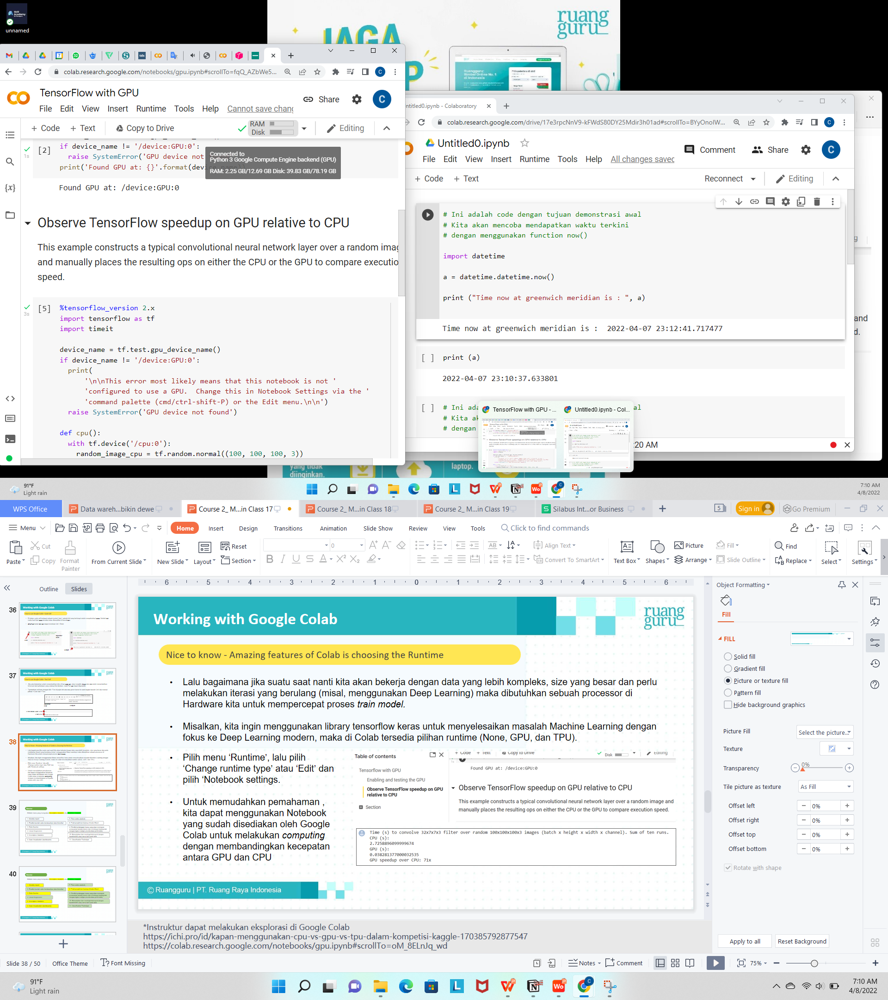 unnamed
JAGA
ruang
guru
colab.research.google.com/notebooks/gpu.ipynb#scrollTo=fqQ_AZbWe5...
TensorFlow with GPU
Share
C
File Edit View Insert Runtime Tools Help Cannot save chang
+ Code + Text Copy to Drive
RAM
Disk
Editing
[2]
1s
if device_name != '/device:GPU:0':
raise SystemError('GPU device not
print('Found GPU at: {}'.format(device_name))
Connected to
Python 3 Google Compute Engine backend (GPU)
RAM: 2.25 GB/12.69 GB Disk: 39.83 GB/78.19 GB
Found GPU at: /device:GPU:0
Observe TensorFlow speedup on GPU relative to CPU
This example constructs a typical convolutional neural network layer over a random imag
and manually places the resulting ops on either the CPU or the GPU to compare executio
speed.
[5]
3s
%tensorflow_version 2.x
import tensorflow as tf
import timeit
device_name = tf.test.gpu_device_name()
if device_name != '/device:GPU:0':
print(
'\n\nThis error most likely means that this notebook is not '
'configured to use a GPU.  Change this in Notebook Settings via the '
'command palette (cmd/ctrl-shift-P) or the Edit menu.\n\n')
raise SystemError('GPU device not found')
def cpu():
with tf.device('/cpu:0'):
random_image_cpu = tf.random.normal((100, 100, 100, 3))
ntitled0.ipynb - Colaboratory
colab.research.google.com/drive/17e3rpcNnV9-kFWdS80DY25Mdir3h01ad#scrollTo=BYyOnoIW...
Untitled0.ipynb
Comment Share
C
File Edit View Insert Runtime Tools Help All changes saved
+ Code + Text
Reconnect
Editing
# Ini adalah code dengan tujuan demonstrasi awal
# Kita akan mencoba mendapatkan waktu terkini
# dengan menggunakan function now()
import datetime
a = datetime.datetime.now()
print ("Time now at greenwich meridian is : ", a)
Time now at greenwich meridian is :  2022-04-07 23:12:41.717477
[ ] print (a)
2022-04-07 23:10:37.633801
[ ] # Ini ada al
# Kita ak
# dengan
and
d.
TensorFlow with GPU - ...
Untitled0.ipynb - Col...
:20 AM
yang tidak
diinginkan.
laptop.
91°F
Light rain
7:10 AM
4/8/2022
WPS Office
Data wareh...bikin dewe
Course 2_ M...in Class 17
Course 2_ M...in Class 18
Course 2_ M...in Class 19
Silabus Int...or Business
Sign in
Go Premium
Menu
Home Insert Design Transitions Animation Slide Show Review View Tools Click to find commands
Paste
Cut
Copy
Format
Painter
From Current Slide
New Slide
Layout
Reset
Section
0
Align Text
Convert To SmartArt
Text Box
Shapes
Picture
Arrange
Fill
Slide Outline
Find
Replace
Select
Settings
Outline Slides
6 5 4 3 2 1 0 1 2 3 4 5 6
36
37
38
39
40
Working with Google Colab
ruang
guru
Nice to know - Amazing features of Colab is choosing the Runtime
• Lalu bagaimana jika suatu saat nanti kita akan bekerja dengan data yang lebih kompleks, size yang besar dan perlu
melakukan iterasi yang berulang (misal, menggunakan Deep Learning) maka dibutuhkan sebuah processor di
Hardware kita untuk mempercepat proses train model.
• Misalkan, kita ingin menggunakan library tensorflow keras untuk menyelesaikan masalah Machine Learning dengan
fokus ke Deep Learning modern, maka di Colab tersedia pilihan runtime (None, GPU, dan TPU).
• Pilih menu ‘Runtime’, lalu pilih
‘Change runtime type’ atau ‘Edit’ dan
pilih ‘Notebook settings.
• Untuk memudahkan pemahaman ,
kita dapat menggunakan Notebook
yang sudah disediakan oleh Google
Colab untuk melakukan computing
dengan membandingkan kecepatan
antara GPU dan CPU
Table of contents
Tensorflow with GPU
Enabling and testing the GPU
Observe TensorFlow speedup on GPU
relative to CPU
Section
+ Code + Text Copy to Drive
Disk
Editing
Found GPU at: /device:GPU:0
Observe TensorFlow speedup on GPU relative to CPU
This example constructs a typical convolutional neural network layer over a random image and
manually places the resulting ops on either the CPU or the GPU to compare execution speed.
Time (s) to convolve 32x7x7x3 filter over random 100x100x100x3 images (batch x height x width x channel). Sum of ten runs.
CPU (s):
2.7258896099999674
GPU (s):
0.038281377000032535
GPU speedup over CPU: 71x
© Ruangguru | PT. Ruang Raya Indonesia
*Instruktur dapat melakukan eksplorasi di Google Colab
https://ichi.pro/id/kapan-menggunakan-cpu-vs-gpu-vs-tpu-dalam-kompetisi-kaggle-170385792877547
https://colab.research.google.com/notebooks/gpu.ipynb#scrollTo=oM_8ELnJq_wd
Object Formatting
Fill
FILL
Solid fill
Gradient fill
Picture or texture fill
Pattern fill
Hide background graphics
Picture Fill
Select the picture...
Texture
Transparency
0%
Tile picture as texture
As Fill
Offset left
0%
Offset right
0%
Offset top
0%
Offset bottom
0%
Rotate with shape
Apply to all
Reset Background
Slide 38 / 50
Office Theme
Font Missing
Notes
Comment
75%
91°F
Light rain
7:10 AM
4/8/2022